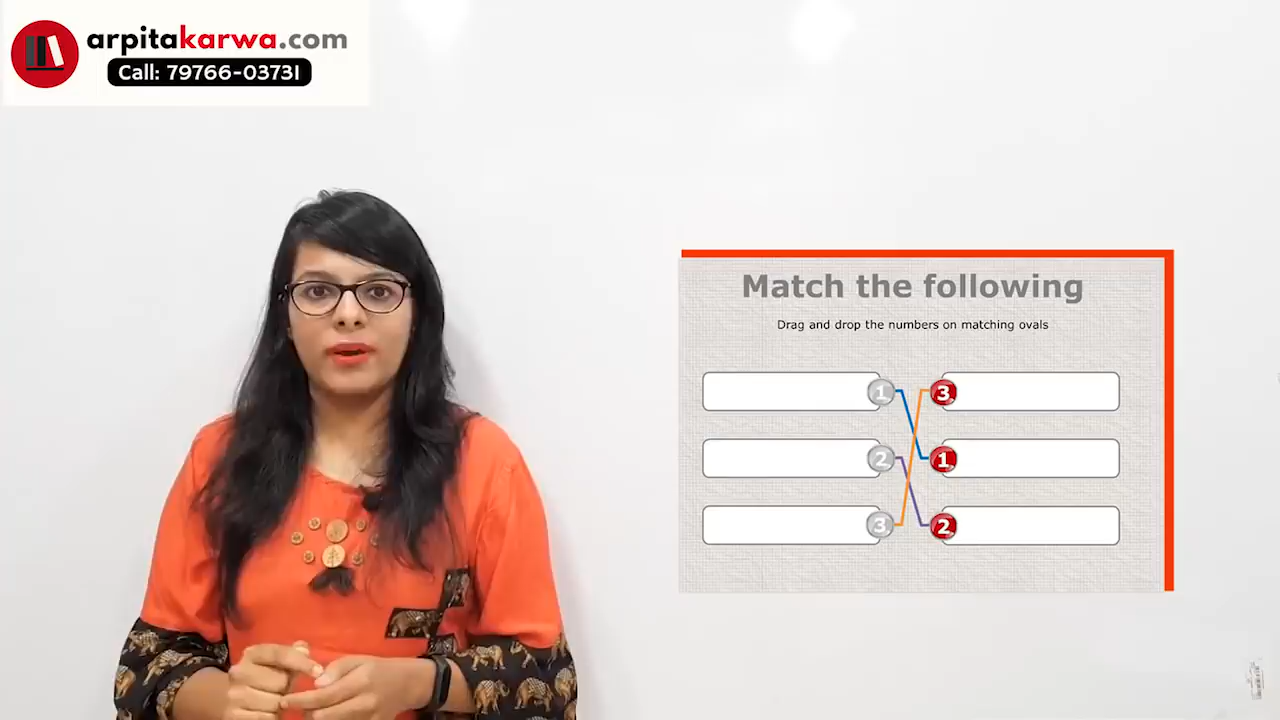 arpitakarwa.com
Call: 79766-03731
Match the following
Drag and drop the numbers on matching ovals
1 3
2 1
3 2